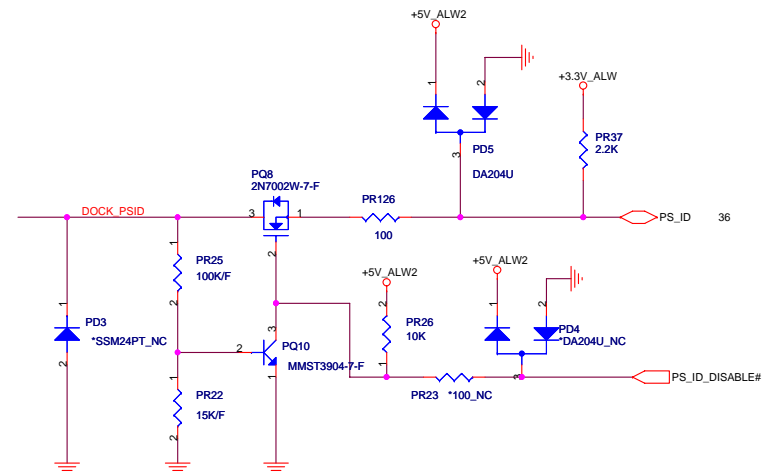 +5V_ALW2
+3.3V_ALW
1
2
3
PD5
DA204U
PR37
2.2K
PQ8
2N7002W-7-F
DOCK_PSID
3
1
2
PR126
100
PS_ID 36
1
PR25
100K/F
2
+5V_ALW2
+5V_ALW2
1
PD3
*SSM24PT_NC
2
2
PR26
10K
1
1
2
PD4
*DA204U_NC
3
3
2
PQ10
MMST3904-7-F
1
1
PR22
15K/F
2
PR23 *100_NC
PS_ID_DISABLE#